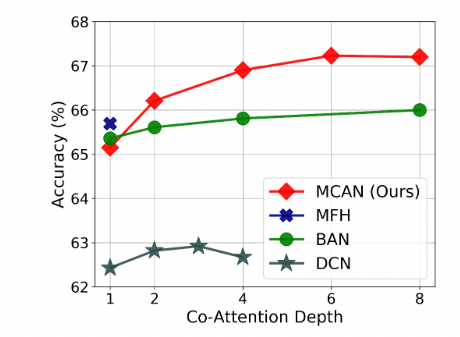 68
67
66
65
64
63
62
Accuracy (%)
MCAN (Ours)
MFH
BAN
DCN
1 2 4 6 8
Co-Attention Depth